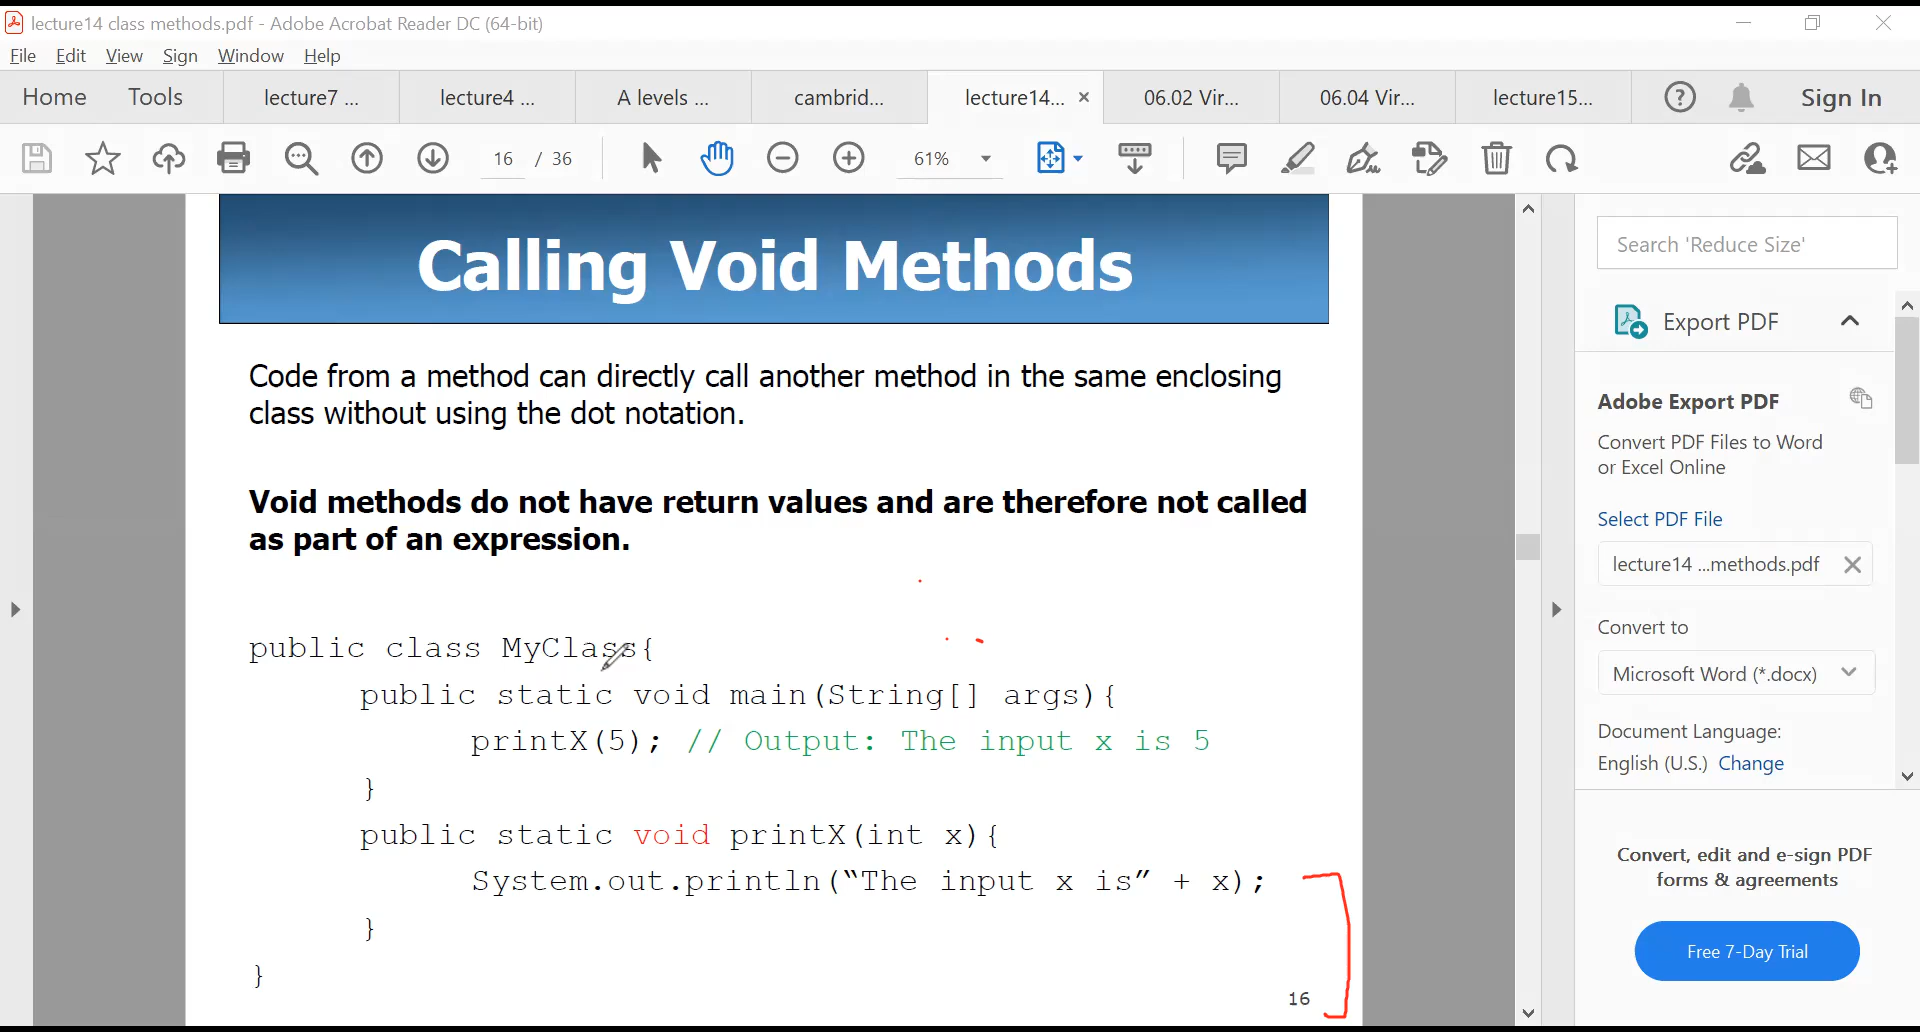 lecture14 class methods.pdf - Adobe Acrobat Reader DC (64-bit)
File Edit View Sign Window Help
Home Tools lecture7 ... lecture4 ... A levels ... cambrid... lecture14... × 06.02 Vir... 06.04 Vir... lecture15... ? Sign In
16 / 36 61%
Calling Void Methods
Code from a method can directly call another method in the same enclosing
class without using the dot notation.
Void methods do not have return values and are therefore not called
as part of an expression.
public class MyClass{
public static void main(String[] args){
printX(5); // Output: The input x is 5
}
public static void printX(int x){
System.out.println(“The input x is” + x);
}
}
16
Search 'Reduce Size'
Export PDF
Adobe Export PDF
Convert PDF Files to Word
or Excel Online
Select PDF File
lecture14 ...methods.pdf
Convert to
Microsoft Word (*.docx)
Document Language:
English (U.S.) Change
Convert, edit and e-sign PDF
forms & agreements
Free 7-Day Trial